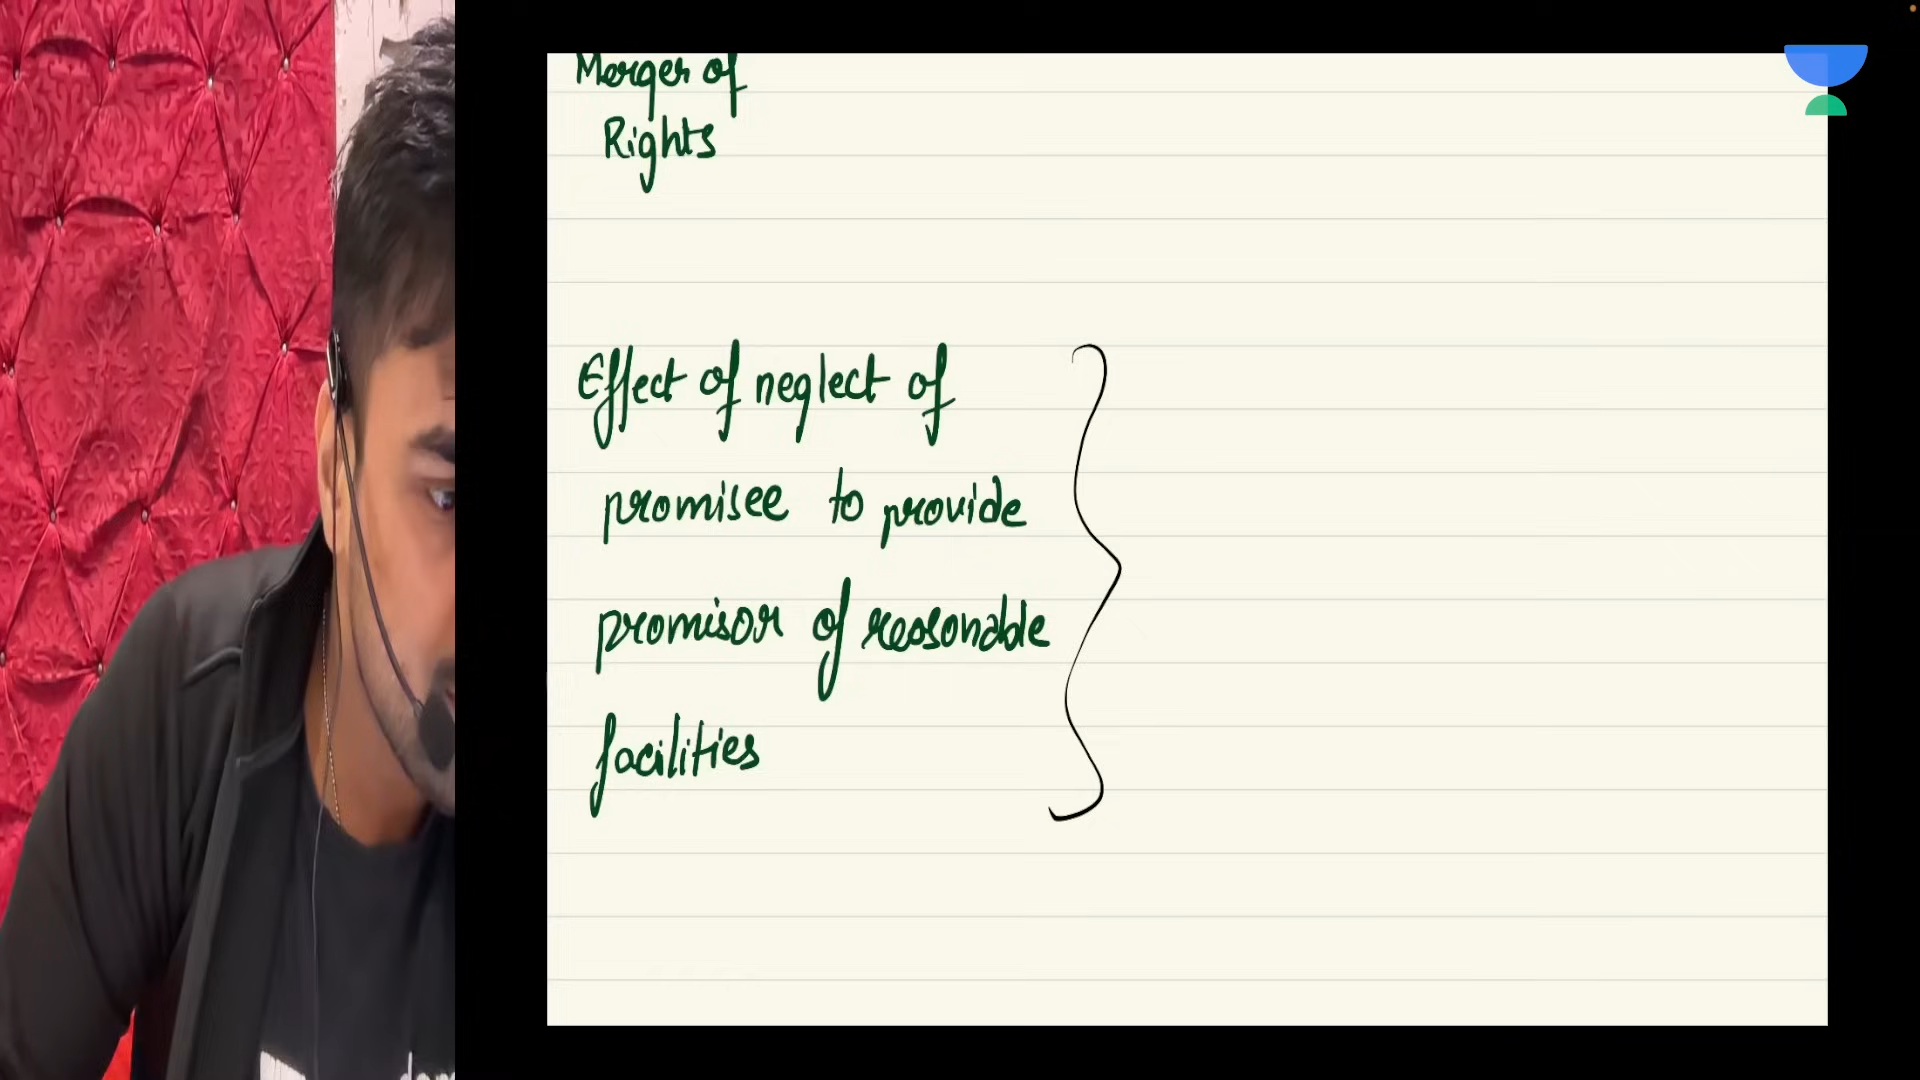 Merger of
Rights
Effect of neglect of
promisee to provide
promisor of reasonable
facilities